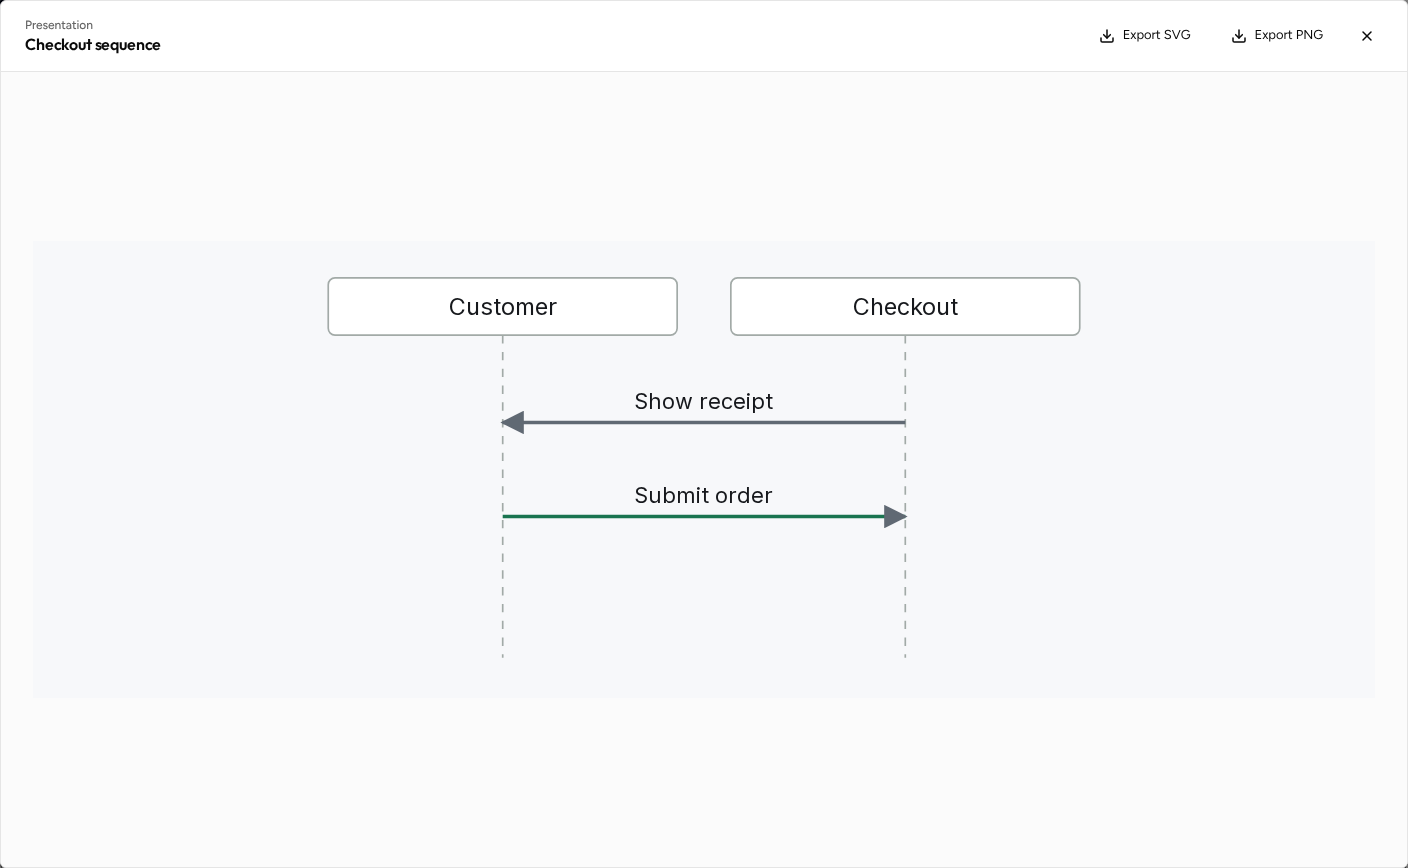 Presentation
Checkout sequence
Export SVG
Export PNG
Customer
Checkout
Show receipt
Submit order